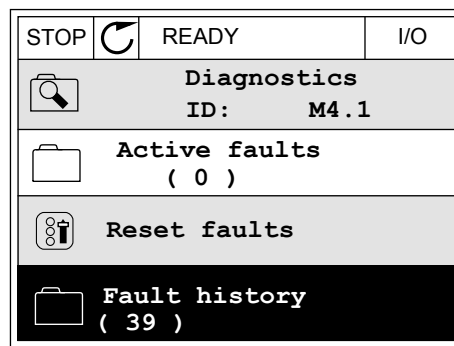 STOP READY I/O
Diagnostics
ID: M4.1
Active faults
( 0 )
Reset faults
Fault history
( 39 )